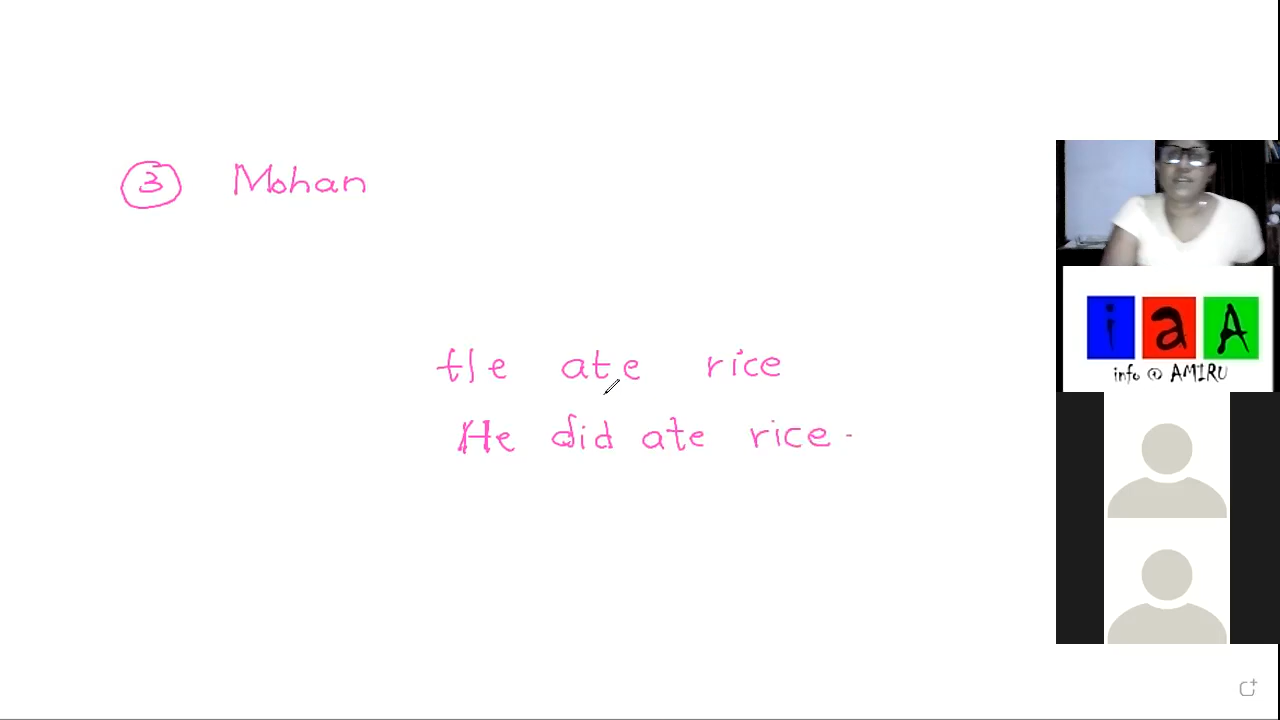 ③ Mohan
He ate rice
He did ate rice.
i a A
info @ AMIRU